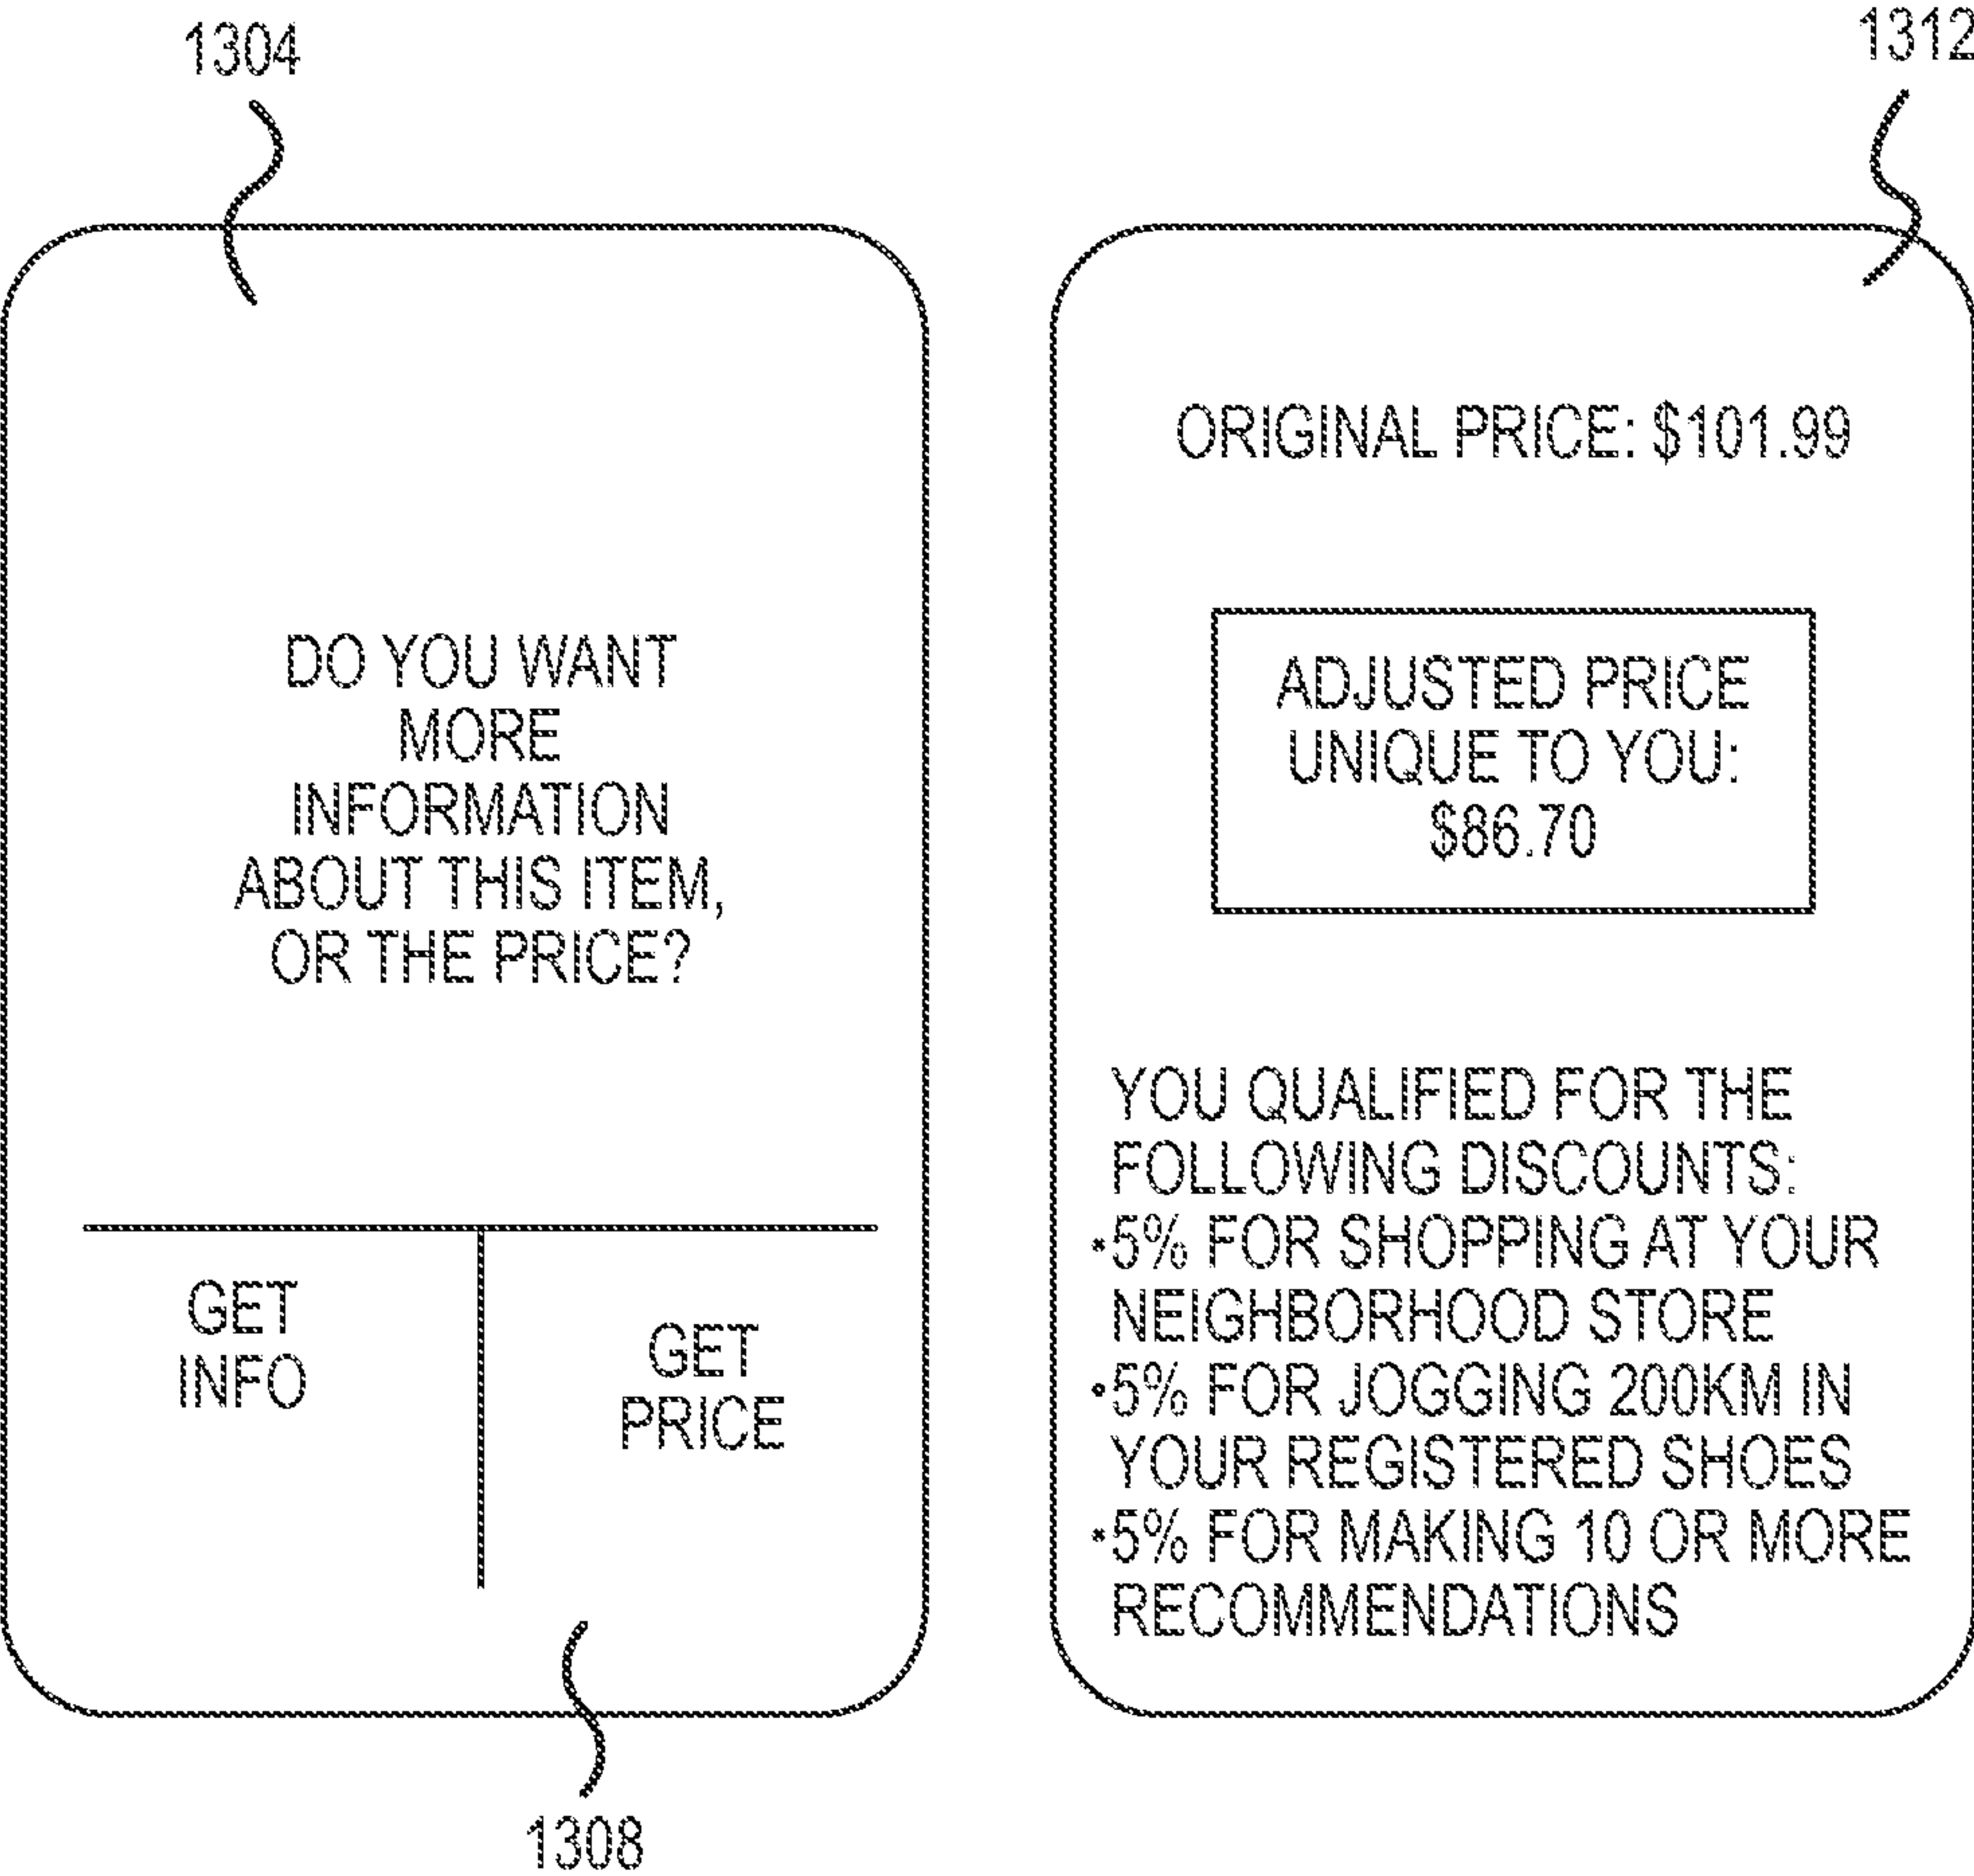 1304
DO YOU WANT
MORE
INFORMATION
ABOUT THIS ITEM,
OR THE PRICE?
GET
INFO
GET
PRICE
1308
1312
ORIGINAL PRICE: $101.99
ADJUSTED PRICE
UNIQUE TO YOU:
$86.70
YOU QUALIFIED FOR THE
FOLLOWING DISCOUNTS:
•5% FOR SHOPPING AT YOUR
NEIGHBORHOOD STORE
•5% FOR JOGGING 200KM IN
YOUR REGISTERED SHOES
•5% FOR MAKING 10 OR MORE
RECOMMENDATIONS